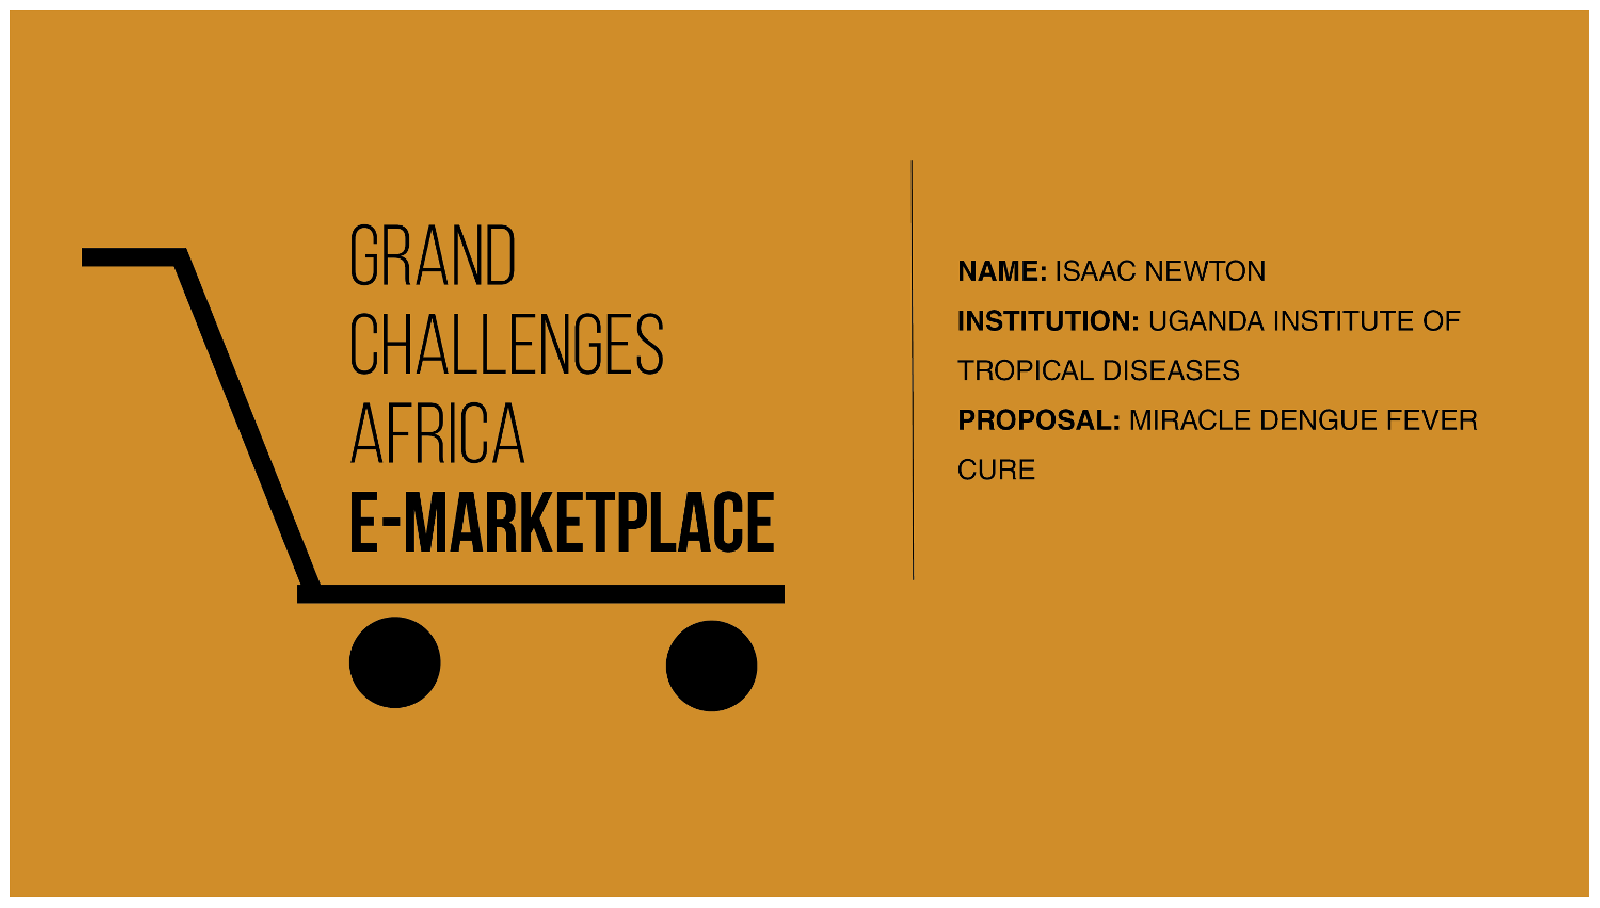 GRAND
CHALLENGES
AFRICA
E-MARKETPLACE
NAME: ISAAC NEWTON
INSTITUTION: UGANDA INSTITUTE OF
TROPICAL DISEASES
PROPOSAL: MIRACLE DENGUE FEVER
CURE